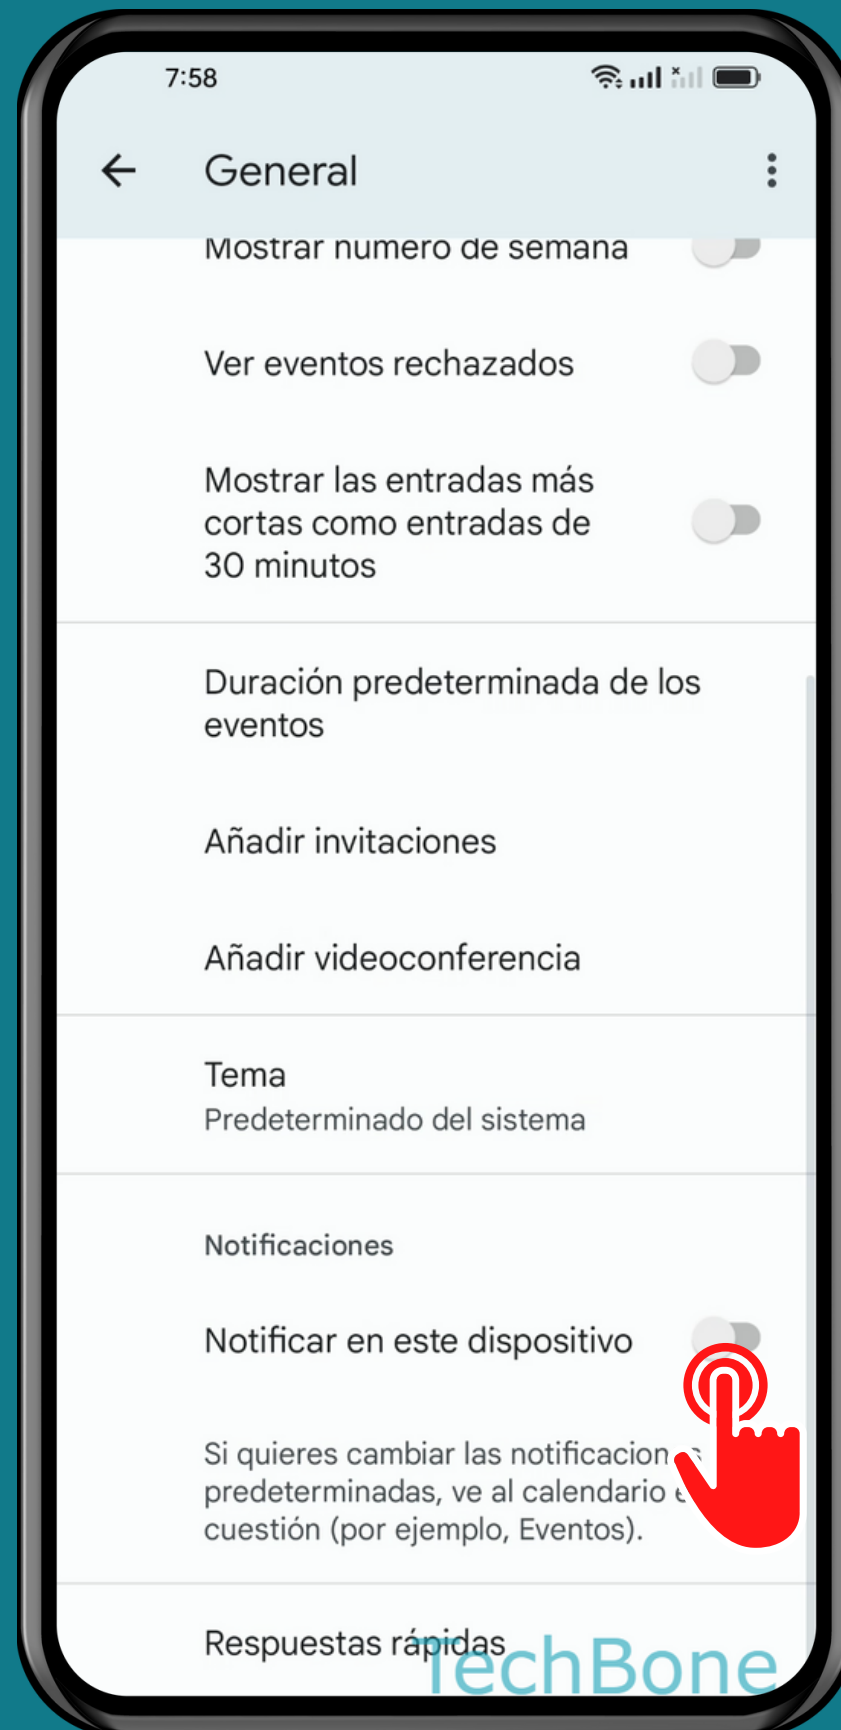 7:58
General
Mostrar número de semana
Ver eventos rechazados
Mostrar las entradas más
cortas como entradas de
30 minutos
Duración predeterminada de los
eventos
Añadir invitaciones
Añadir videoconferencia
Tema
Predeterminado del sistema
Notificaciones
Notificar en este dispositivo
Si quieres cambiar las
predeterminadas, ve al calendario
cuestión (por ejemplo, Eventos).
Respuestas rápidas
TechBone